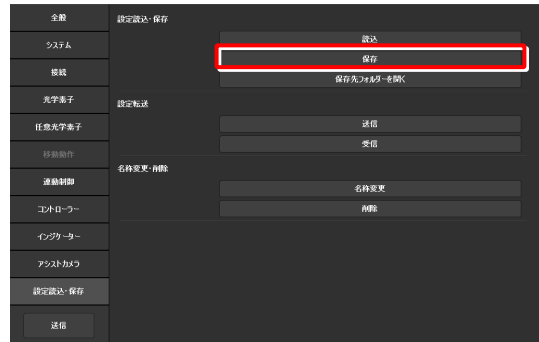 全般
システム
接続
光学素子
任意光学素子
移動動作
連動制御
コントローラー
インジケーター
アシストカメラ
設定読込・保存
送信
設定読込・保存
読込
保存
保存先フォルダーを開く
設定転送
送信
受信
名称変更・削除
名称変更
削除